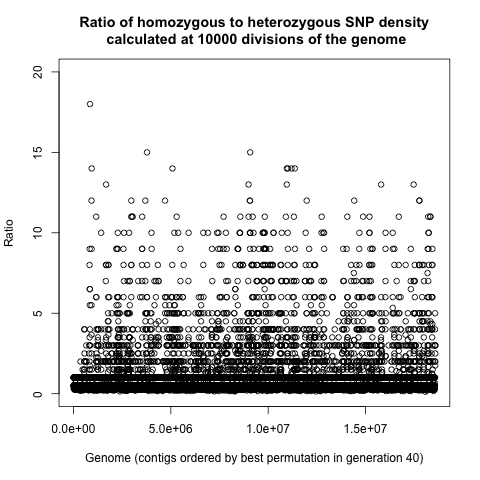 Ratio of homozygous to heterozygous SNP density
calculated at 10000 divisions of the genome
20
15
10
5
0
Ratio
0.0e+00 5.0e+06 1.0e+07 1.5e+07
Genome (contigs ordered by best permutation in generation 40)